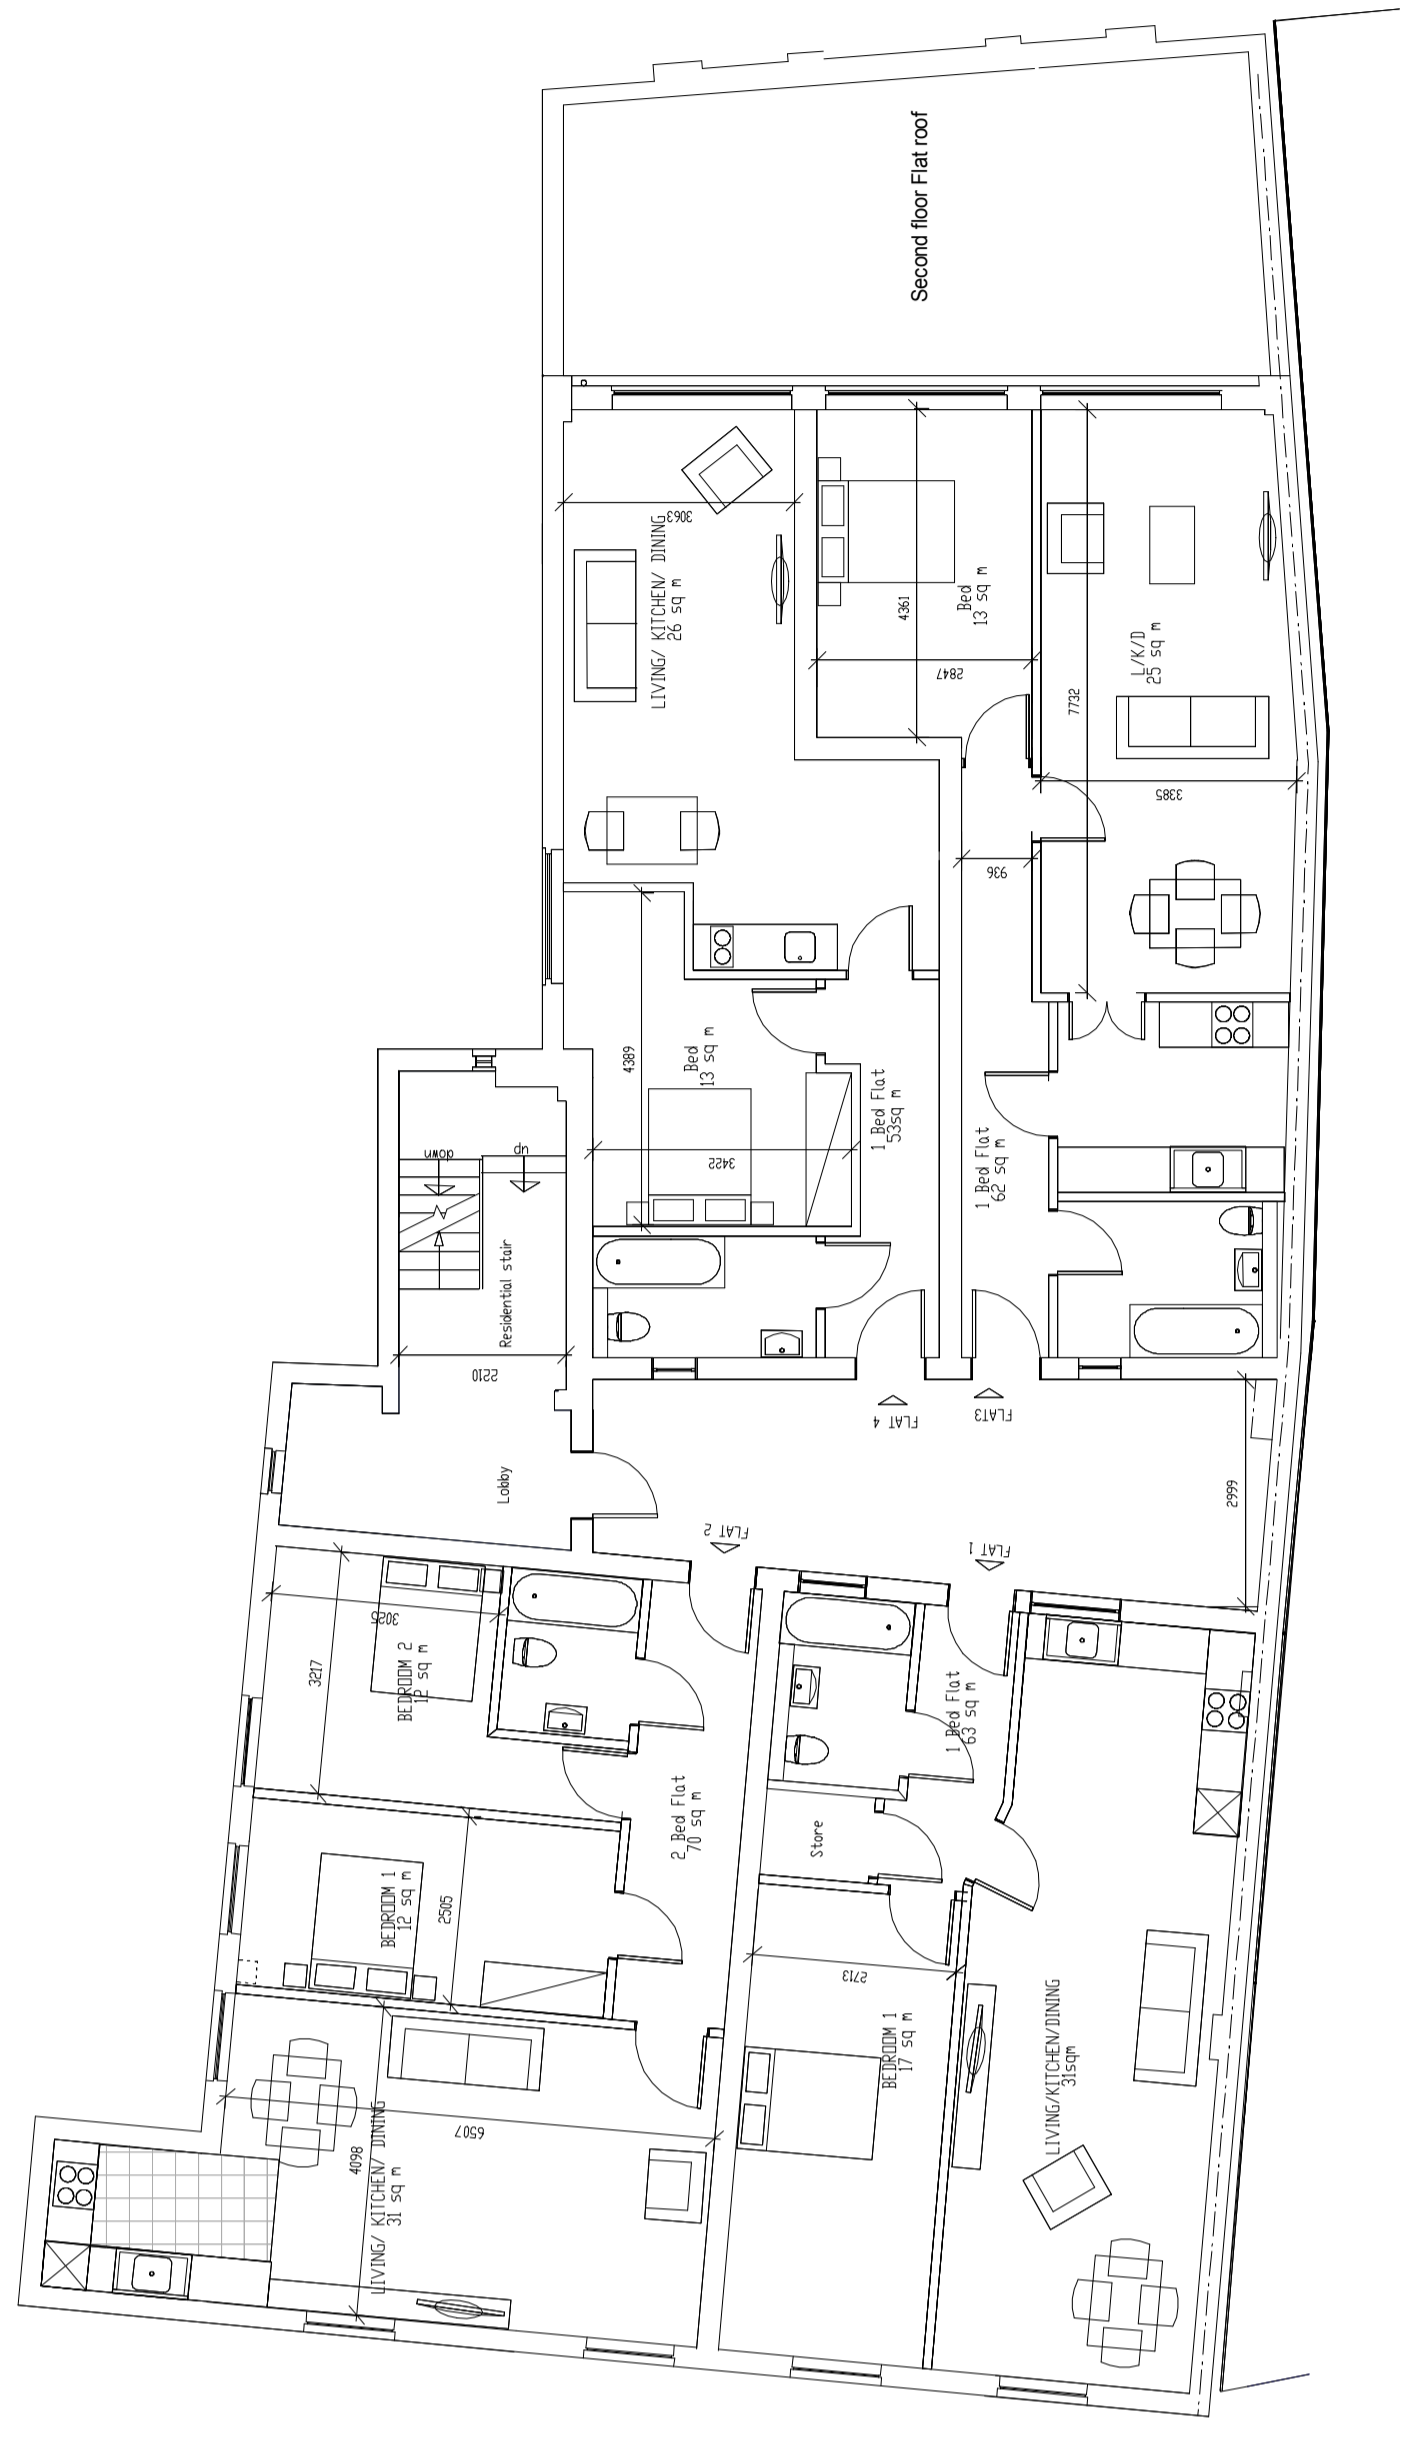 Second floor Flat roof
3063
LIVING/ KITCHEN/ DINING
26 sq m
4361
Bed
13 sq m
2847
L/K/D
25 sq m
7732
3385
936
4389
Bed
13 sq m
3422
1 Bed Flat
53sq m
1 Bed Flat
62 sq m
down
up
Residential stair
2210
Lobby
FLAT 4
FLAT3
2999
FLAT 2
FLAT 1
3025
3217
BEDROOM 2
12 sq m
BEDROOM 1
12 sq m
2505
2 Bed Flat
70 sq m
1 Bed Flat
63 sq m
Store
2713
BEDROOM 1
17 sq m
LIVING/KITCHEN/DINING
31sqm
6507
4098
LIVING/ KITCHEN/ DINING
31 sq m